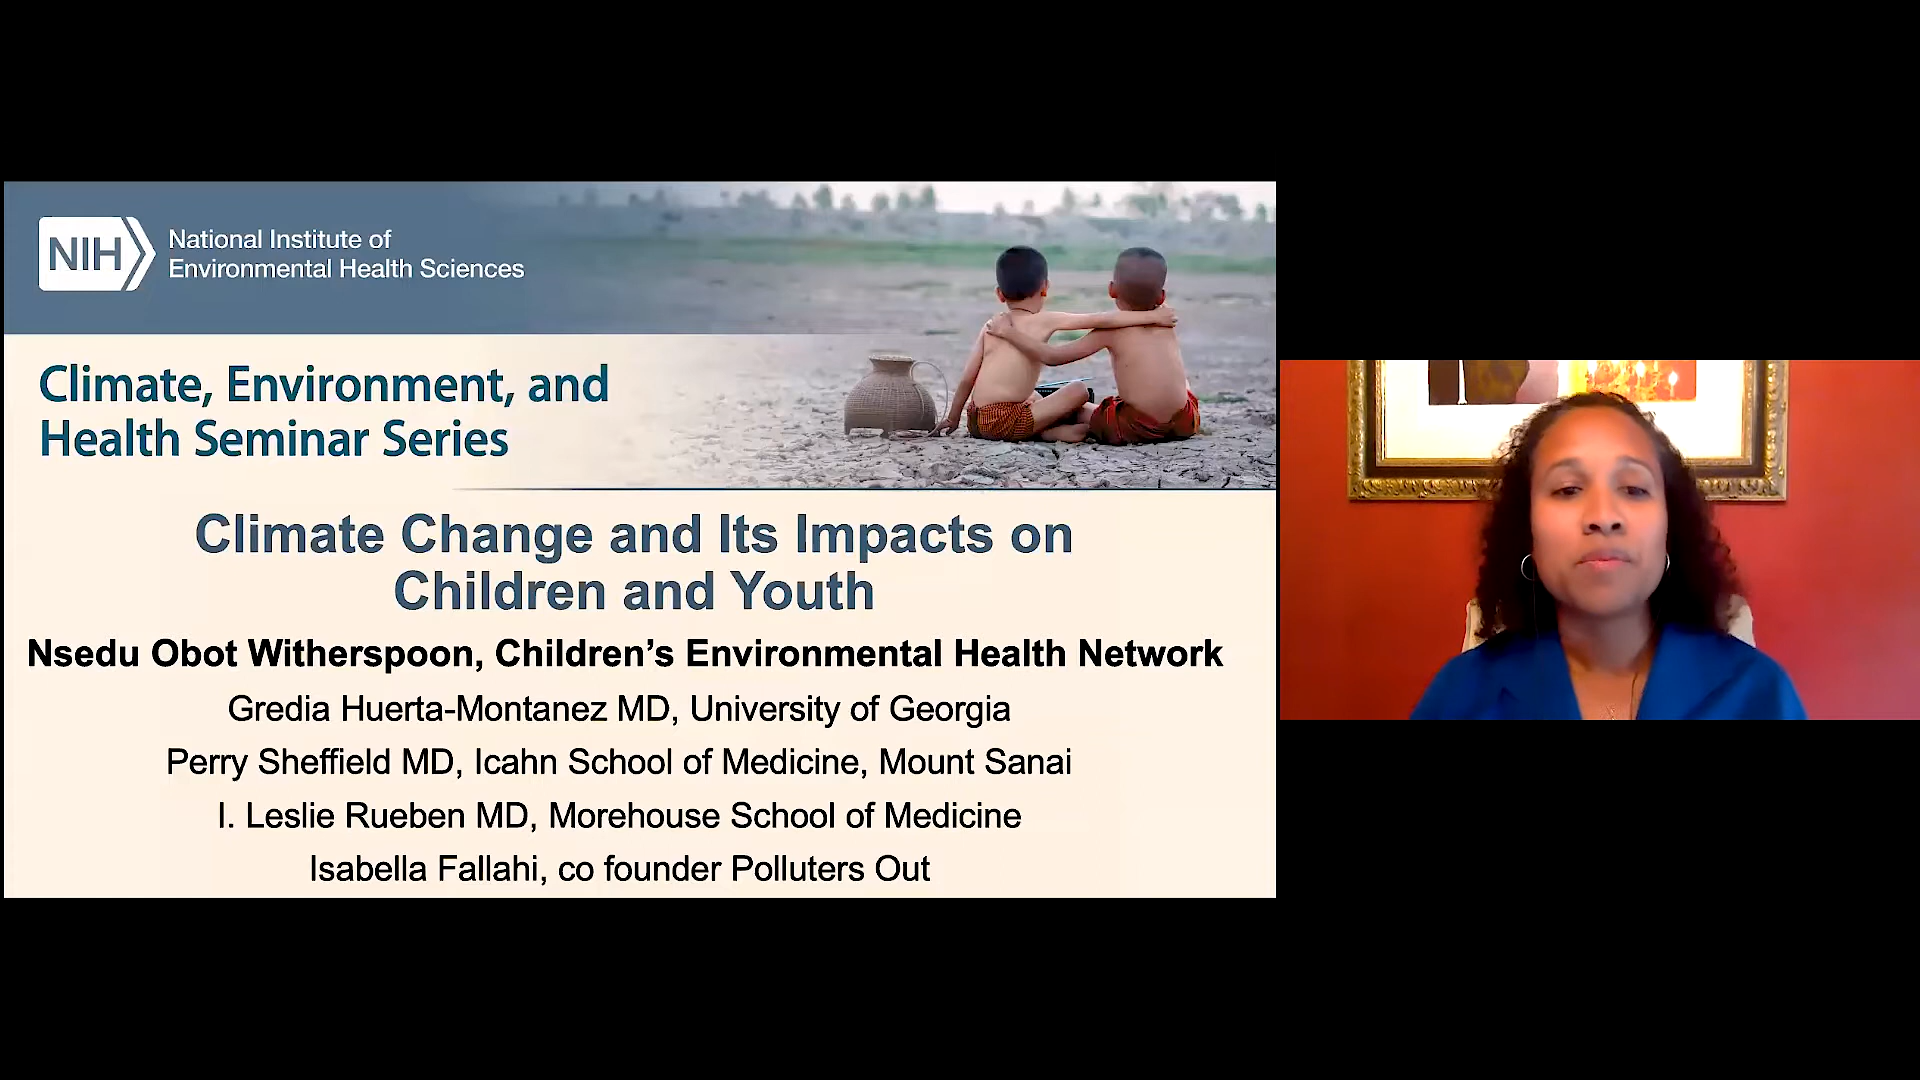 NIH
National Institute of
Environmental Health Sciences
Climate, Environment, and
Health Seminar Series
Climate Change and Its Impacts on
Children and Youth
Nsedu Obot Witherspoon, Children’s Environmental Health Network
Gredia Huerta-Montanez MD, University of Georgia
Perry Sheffield MD, Icahn School of Medicine, Mount Sanai
I. Leslie Rueben MD, Morehouse School of Medicine
Isabella Fallahi, co founder Polluters Out